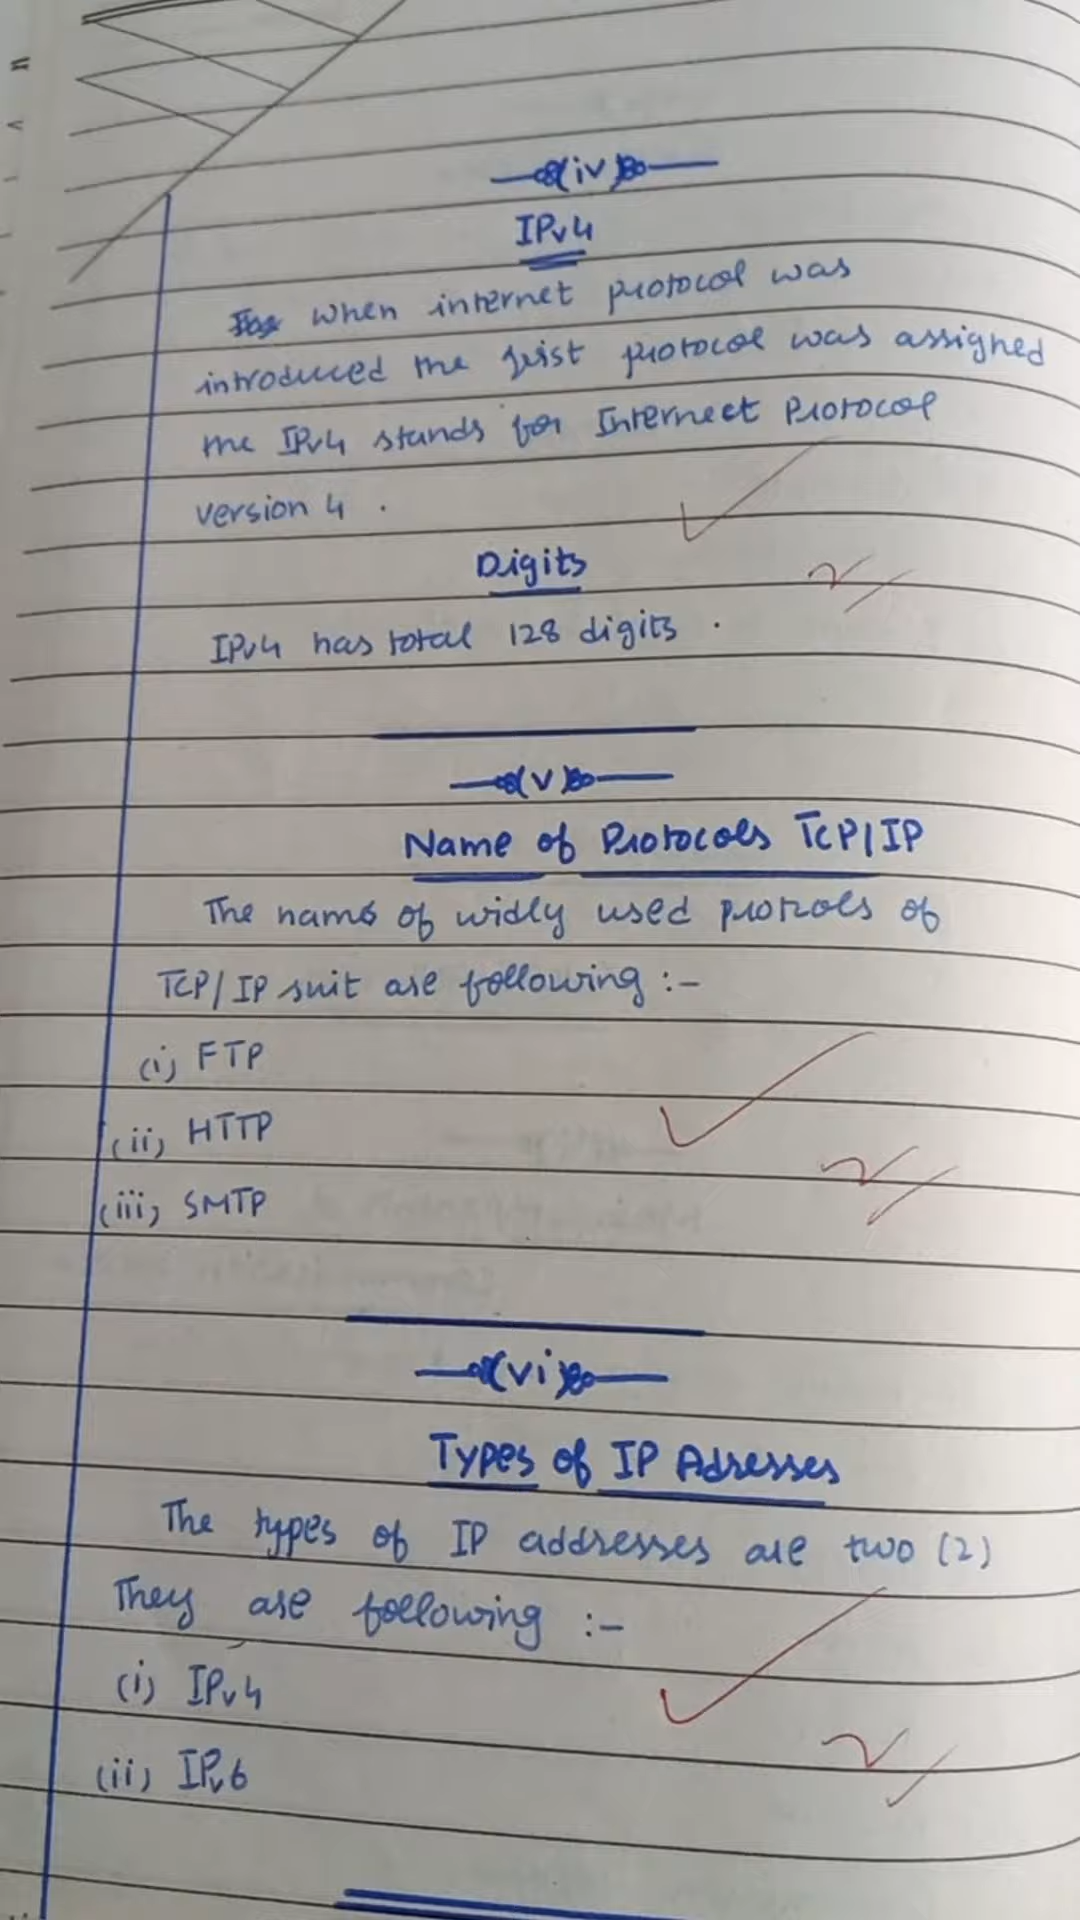 (iv)
IPv4
When internet protocol was
introduced the first protocol was assigned
the IPv4 stands for Interneet Protocol
version 4 .
Digits
IPv4 has total 128 digits .
(v)
Name of Protocols TCP/IP
The name of widly used protcols of
TCP/IP suit are following :-
(i) FTP
(ii) HTTP
(iii) SMTP
(vi)
Types of IP Adresses
The types of IP addresses are two (2)
They are following :-
(i) IPv4
(ii) IPv6